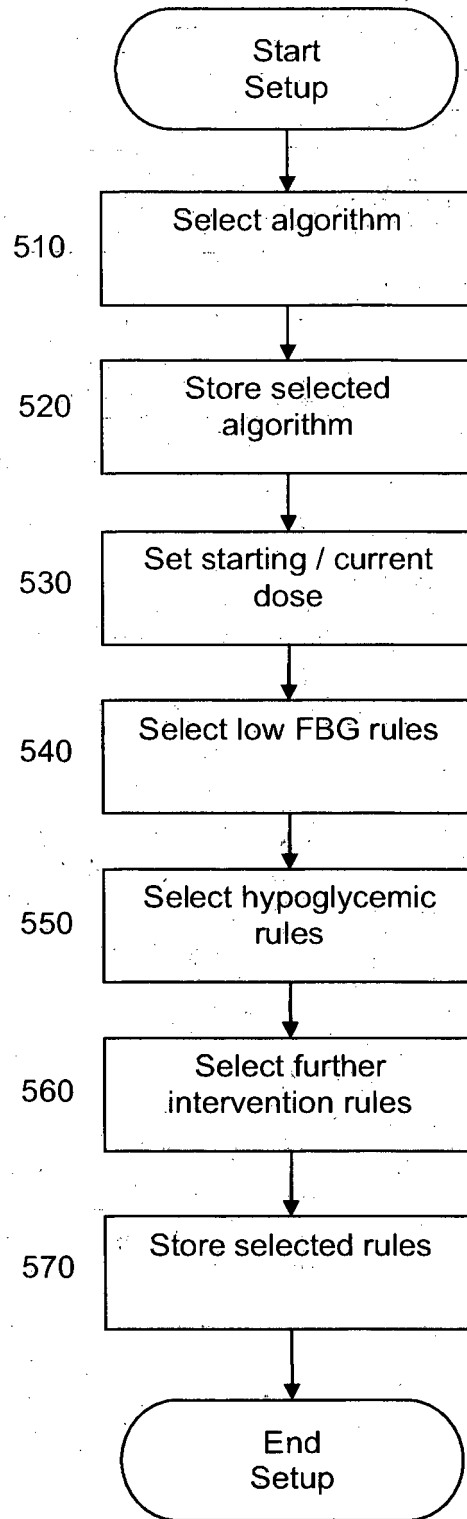 Start
Setup
510
Select algorithm
520
Store selected
algorithm
530
Set starting / current
dose
540
Select low FBG rules
550
Select hypoglycemic
rules
560
Select further
intervention rules
570
Store selected rules
End
Setup